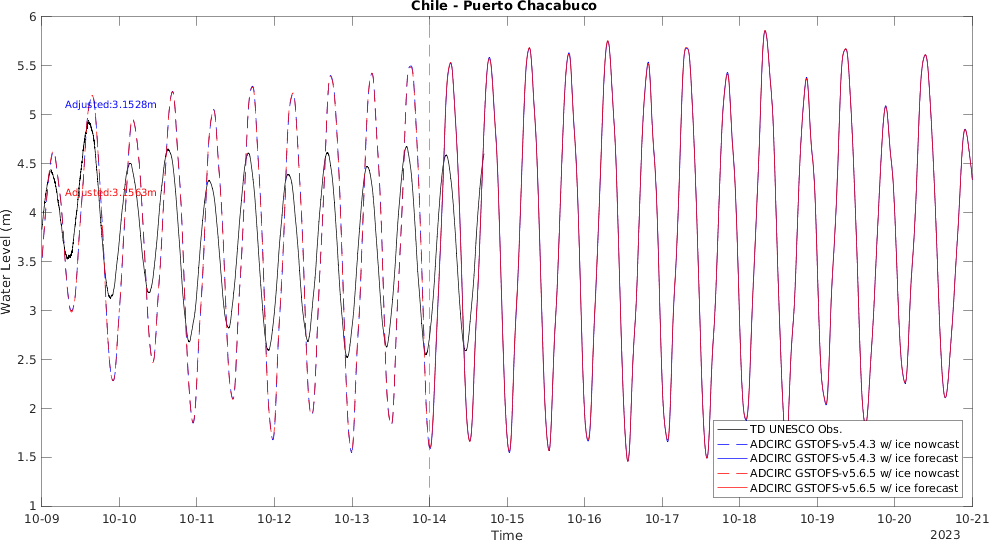 Chile - Puerto Chacabuco
6
5.5
5
4.5
4
3.5
3
2.5
2
1.5
1
Water Level (m)
Adjusted:3.1528m
Adjusted:3.1563m
TD UNESCO Obs.
ADCIRC GSTOFS-v5.4.3 w/ ice nowcast
ADCIRC GSTOFS-v5.4.3 w/ ice forecast
ADCIRC GSTOFS-v5.6.5 w/ ice nowcast
ADCIRC GSTOFS-v5.6.5 w/ ice forecast
10-09 10-10 10-11 10-12 10-13 10-14 10-15 10-16 10-17 10-18 10-19 10-20 10-21
Time
2023